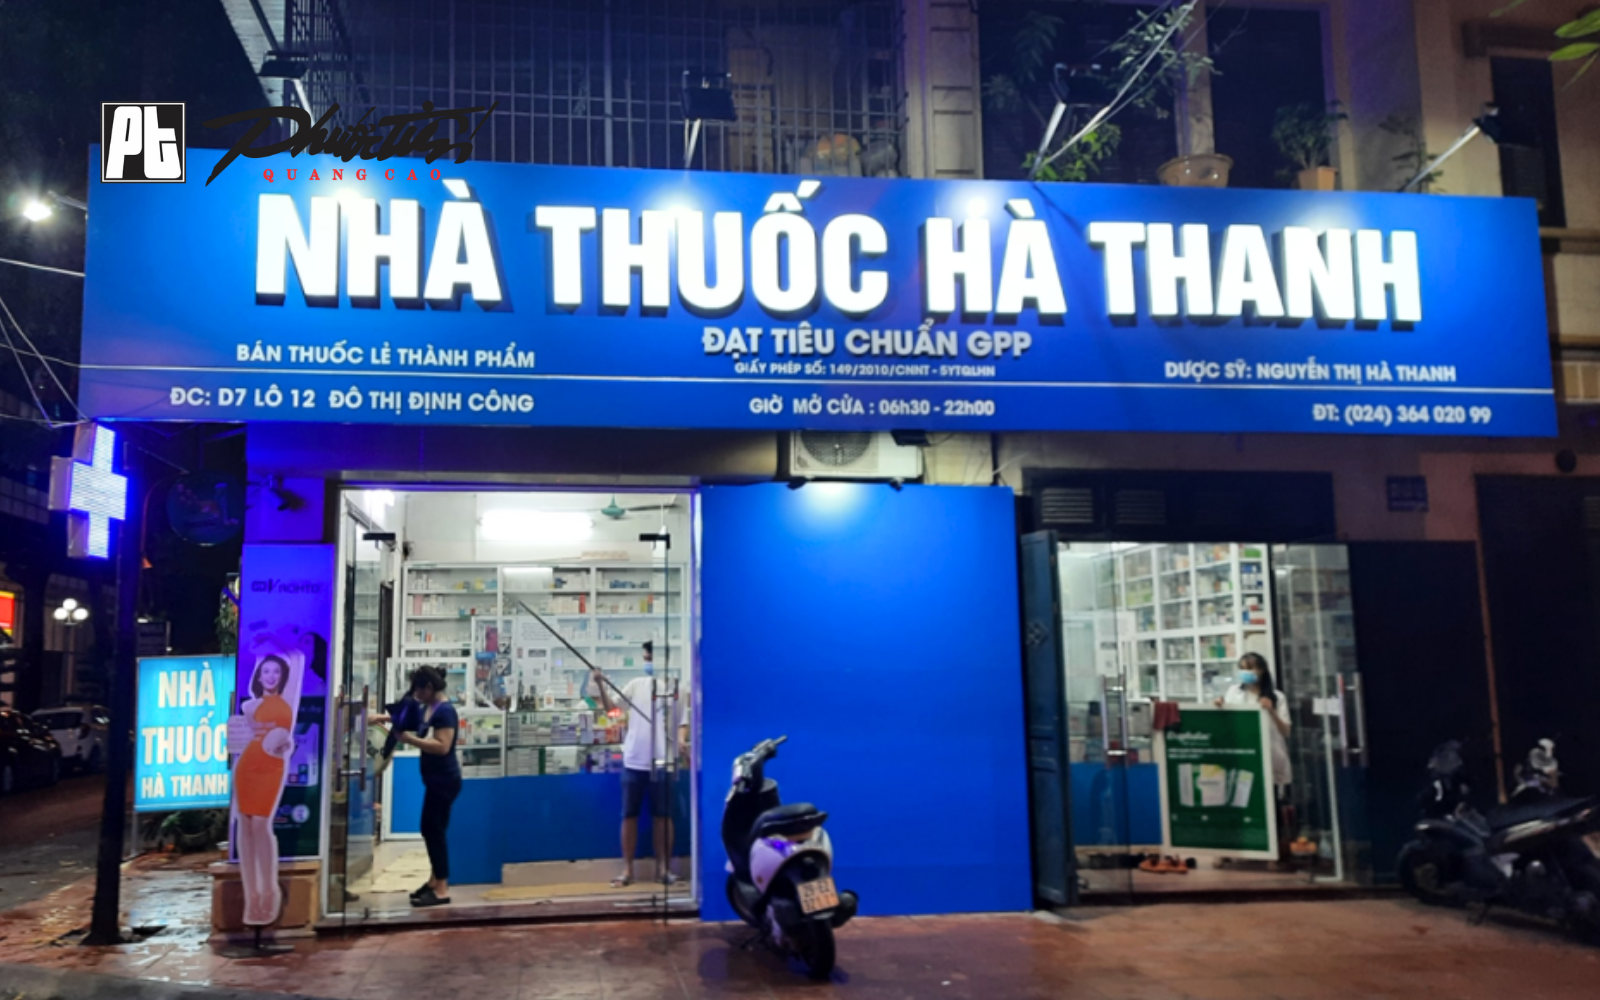 Pt Phước Tiến
QUANG CAO
NHÀ THUỐC HÀ THANH
ĐẠT TIÊU CHUẨN GPP
GIẤY PHÉP SỐ: 149/2010/CNNT - SYTQLHN
BÁN THUỐC LẺ THÀNH PHẨM
DƯỢC SỸ: NGUYỄN THỊ HÀ THANH
ĐC: D7 LÔ 12 ĐÔ THỊ ĐỊNH CÔNG
GIỜ MỞ CỬA : 06h30 - 22h00
ĐT: (024) 364 020 99
ROHTO
NHÀ
THUỐC
HÀ THANH